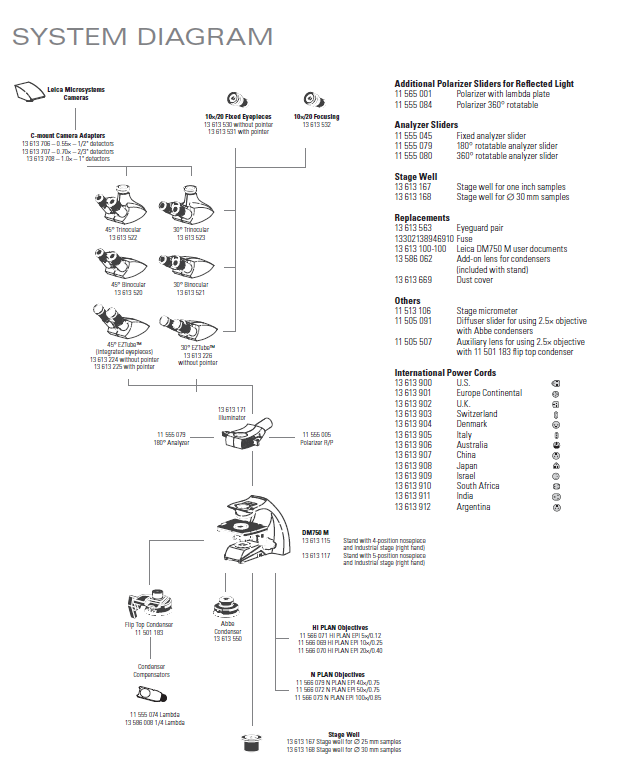 SYSTEM DIAGRAM
Leica Microsystems
Cameras
C-mount Camera Adapters
13 613 706 – 0.55x – 1/2" detectors
13 613 707 – 0.70x – 2/3" detectors
13 613 708 – 1.0x – 1" detectors
10x/20 Fixed Eyepieces
13 613 530 without pointer
13 613 531 with pointer
10x/20 Focusing
13 613 532
45° Trinocular
13 613 522
30° Trinocular
13 613 523
45° Binocular
13 613 520
30° Binocular
13 613 521
45° EZTube™
(integrated eyepieces)
13 613 224 without pointer
13 613 225 with pointer
30° EZTube™
13 613 226
without pointer
13 613 171
Illuminator
11 555 079
180° Analyzer
11 555 005
Polarizer R/P
DM750 M
13 613 115 Stand with 4-position nosepiece
and Industrial stage (right hand)
13 613 117 Stand with 5-position nosepiece
and Industrial stage (right hand)
Flip Top Condenser
11 501 183
Abbe
Condenser
13 613 550
Condenser
Compensators
11 555 074 Lambda
13 586 008 1/4 Lambda
HI PLAN Objectives
11 566 071 HI PLAN EPI 5x/0.12
11 566 069 HI PLAN EPI 10x/0.25
11 566 070 HI PLAN EPI 20x/0.40
N PLAN Objectives
11 566 079 N PLAN EPI 40x/0.75
11 566 072 N PLAN EPI 50x/0.75
11 566 073 N PLAN EPI 100x/0.85
Stage Well
13 613 167 Stage well for ∅ 25 mm samples
13 613 168 Stage well for ∅ 30 mm samples
Additional Polarizer Sliders for Reflected Light
11 565 001 Polarizer with lambda plate
11 555 084 Polarizer 360° rotatable
Analyzer Sliders
11 555 045 Fixed analyzer slider
11 555 079 180° rotatable analyzer slider
11 555 080 360° rotatable analyzer slider
Stage Well
13 613 167 Stage well for one inch samples
13 613 168 Stage well for ∅ 30 mm samples
Replacements
13 613 563 Eyeguard pair
13302138946910 Fuse
13 613 100-100 Leica DM750 M user documents
13 586 062 Add-on lens for condensers
(included with stand)
13 613 669 Dust cover
Others
11 513 106 Stage micrometer
11 505 091 Diffuser slider for using 2.5x objective
with Abbe condensers
11 505 507 Auxiliary lens for using 2.5x objective
with 11 501 183 flip top condenser
International Power Cords
13 613 900 U.S.
13 613 901 Europe Continental
13 613 902 U.K.
13 613 903 Switzerland
13 613 904 Denmark
13 613 905 Italy
13 613 906 Australia
13 613 907 China
13 613 908 Japan
13 613 909 Israel
13 613 910 South Africa
13 613 911 India
13 613 912 Argentina